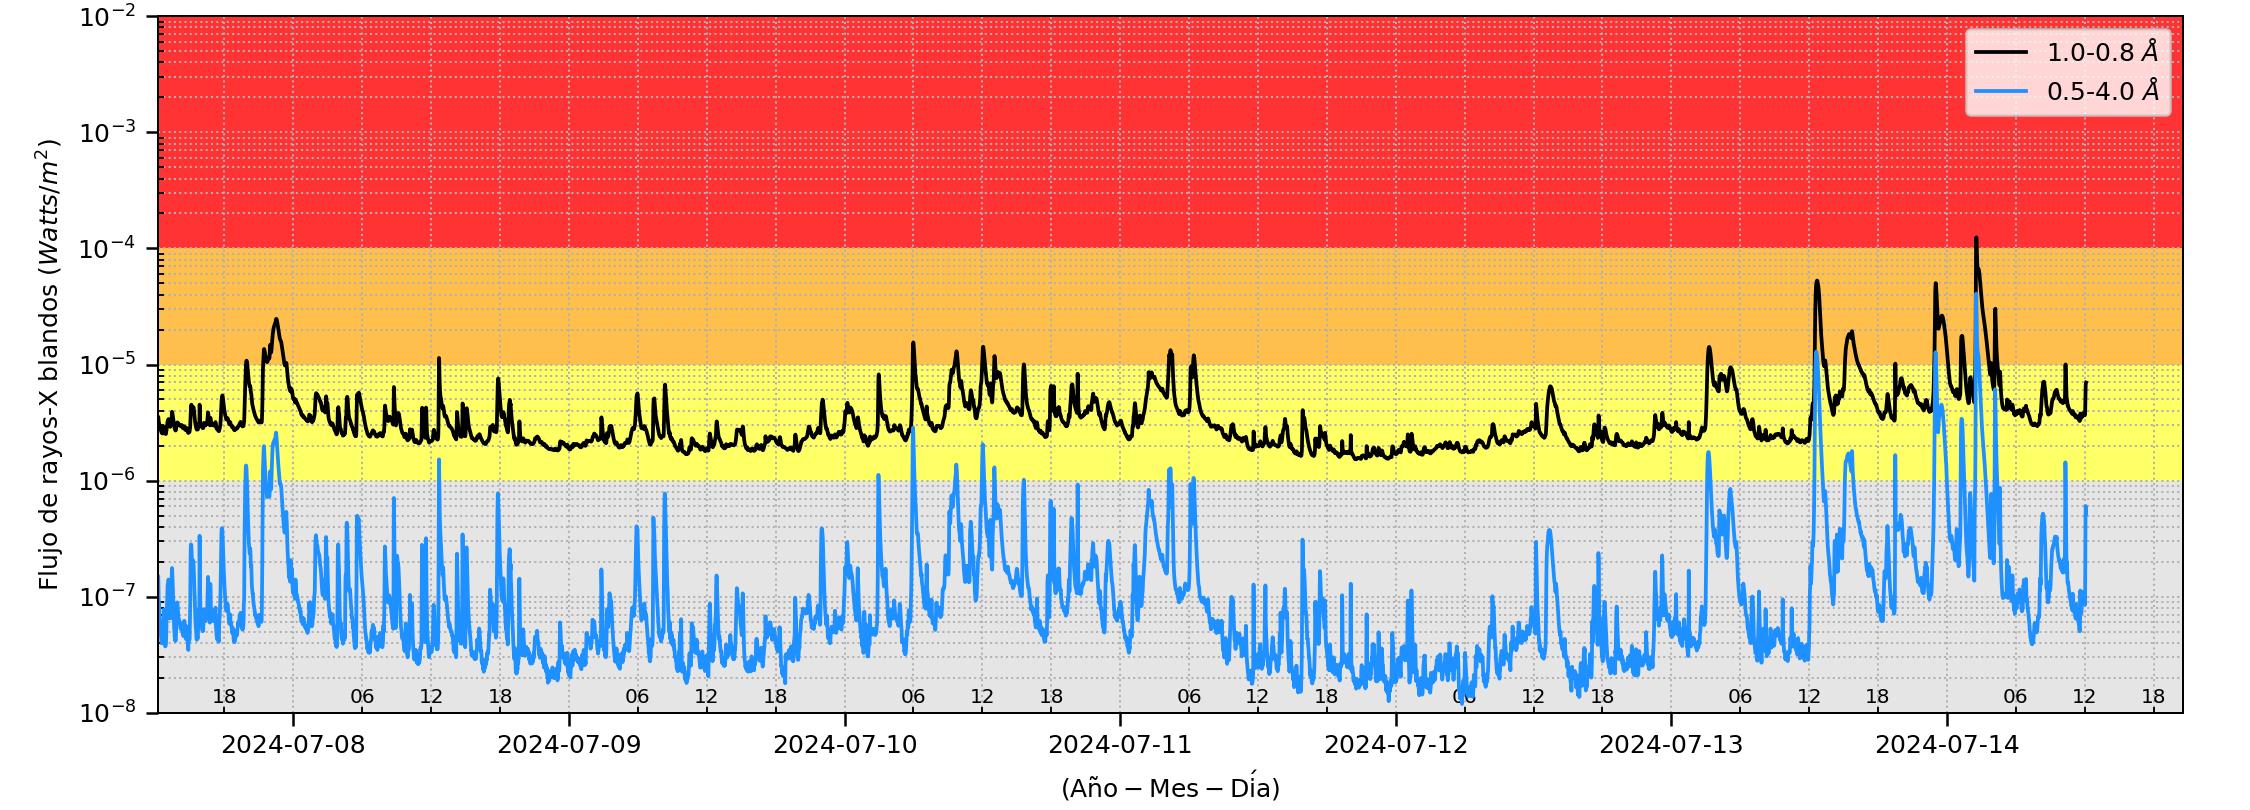 10⁻²
10⁻³
10⁻⁴
10⁻⁵
10⁻⁶
10⁻⁷
10⁻⁸
Flujo de rayos-X blandos (Watts/m²)
1.0-0.8 Å
0.5-4.0 Å
18 06 12 18 06 12 18 06 12 18 06 12 18 06 12 18 06 12 18 06 12 18
2024-07-08 2024-07-09 2024-07-10 2024-07-11 2024-07-12 2024-07-13 2024-07-14
(Año − Mes − Día)